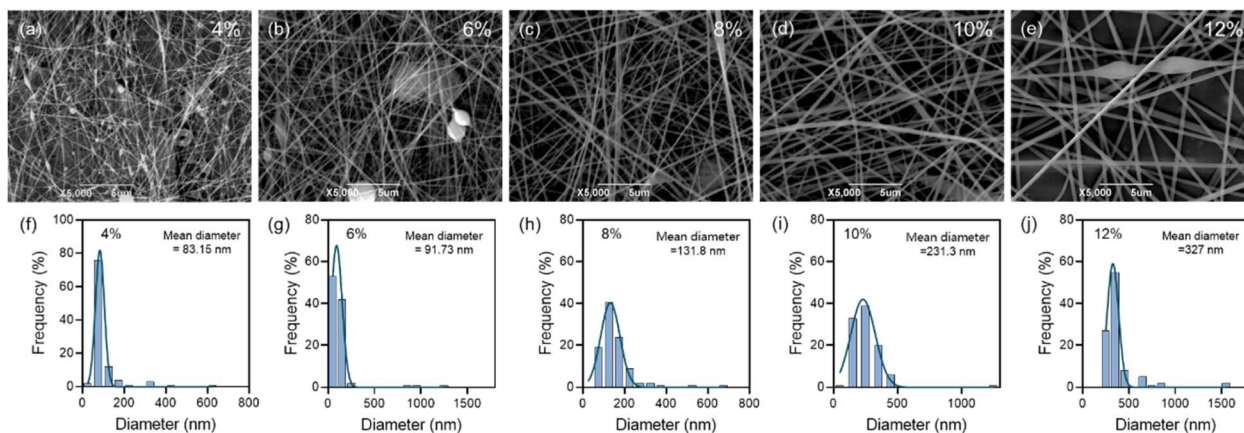 (a) 4%
X5,000 5um
(b) 6%
X5,000 5um
(c) 8%
X5,000 5um
(d) 10%
X5,000 5um
(e) 12%
X5,000 5um
(f)
4%
Mean diameter
= 83.15 nm
Frequency (%)
100
80
60
40
20
0
0 200 400 600 800
Diameter (nm)
(g)
6%
Mean diameter
= 91.73 nm
Frequency (%)
80
60
40
20
0
0 500 1000 1500
Diameter (nm)
(h)
8%
Mean diameter
=131.8 nm
Frequency (%)
80
60
40
20
0
0 200 400 600 800
Diameter (nm)
(i)
10%
Mean diameter
=231.3 nm
Frequency (%)
80
60
40
20
0
0 500 1000
Diameter (nm)
(j)
12%
Mean diameter
=327 nm
Frequency (%)
80
60
40
20
0
0 500 1000 1500
Diameter (nm)